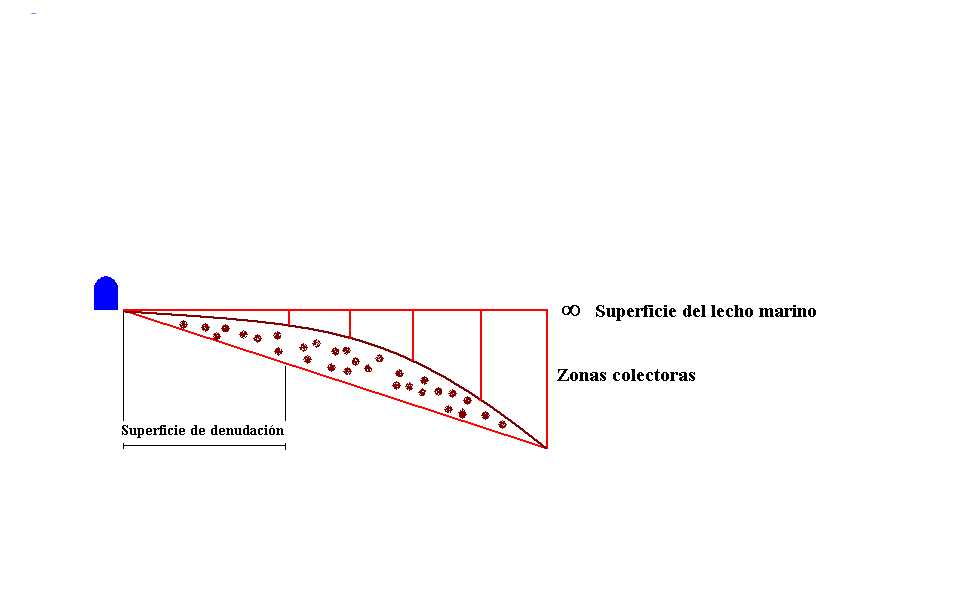 ∞ Superficie del lecho marino
Zonas colectoras
Superficie de denudación